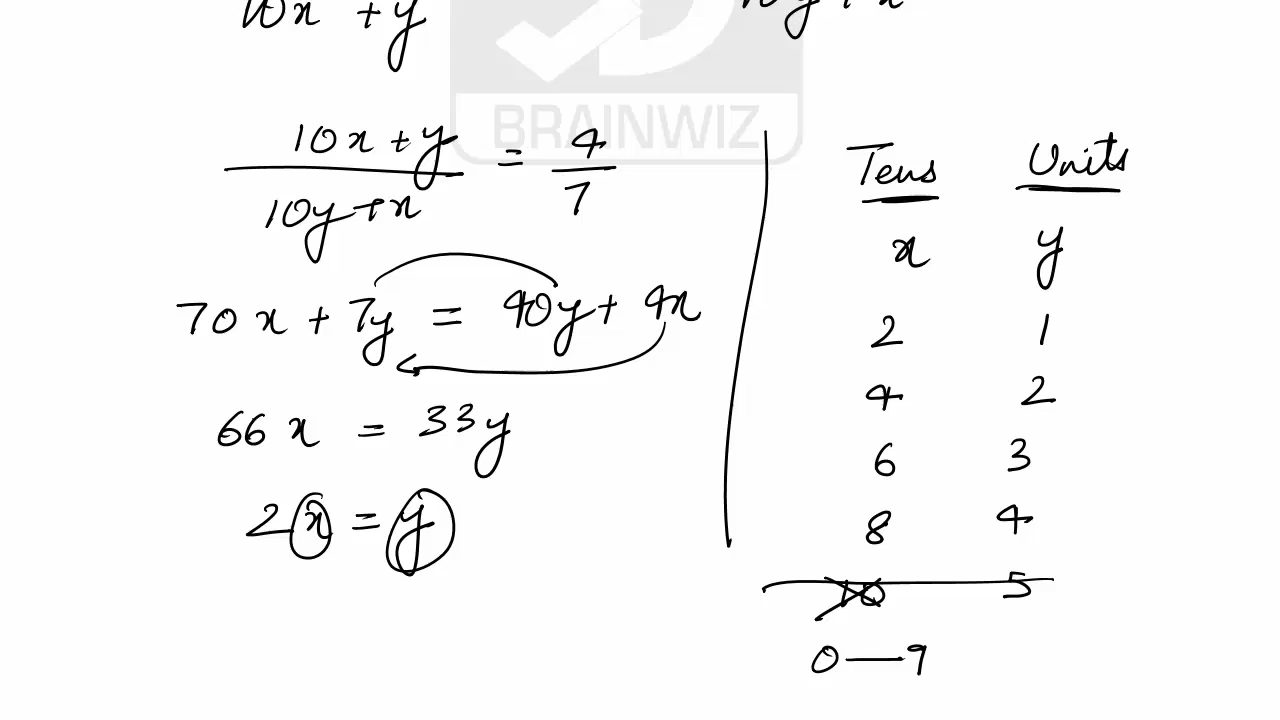 10x + y
10y + x
BRAINWIZ
10x + y = 4
10y + x 7
70x + 7y = 40y + 4x
66x = 33y
2x = y
Tens Units
x y
2 1
4 2
6 3
8 4
10 5
0 — 9